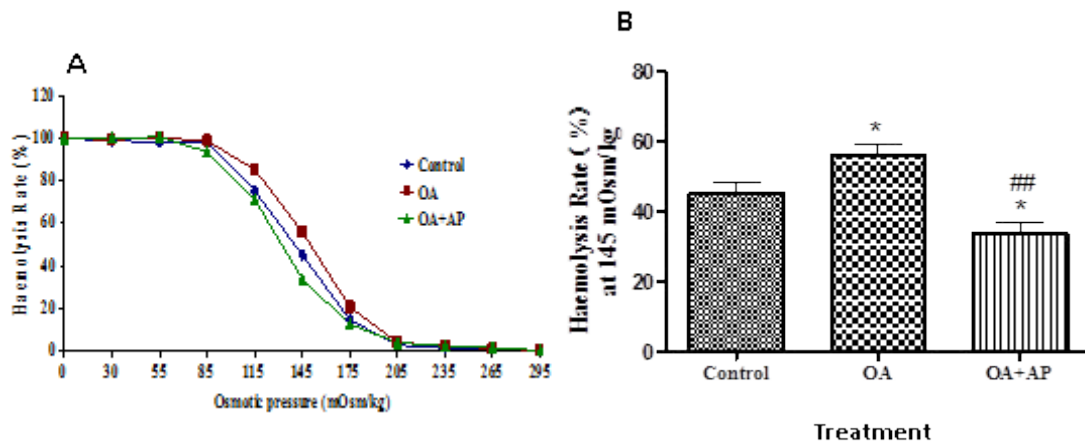 A
120
100
80
60
40
20
0
Haemolysis Rate (%)
0 30 55 85 115 145 175 205 235 265 295
Osmotic pressure (mOsm/kg)
Control
OA
OA+AP
B
80
60
40
20
0
Haemolysis Rate ( %)
at 145 mOsm/kg
*
##
*
Control OA OA+AP
Treatment